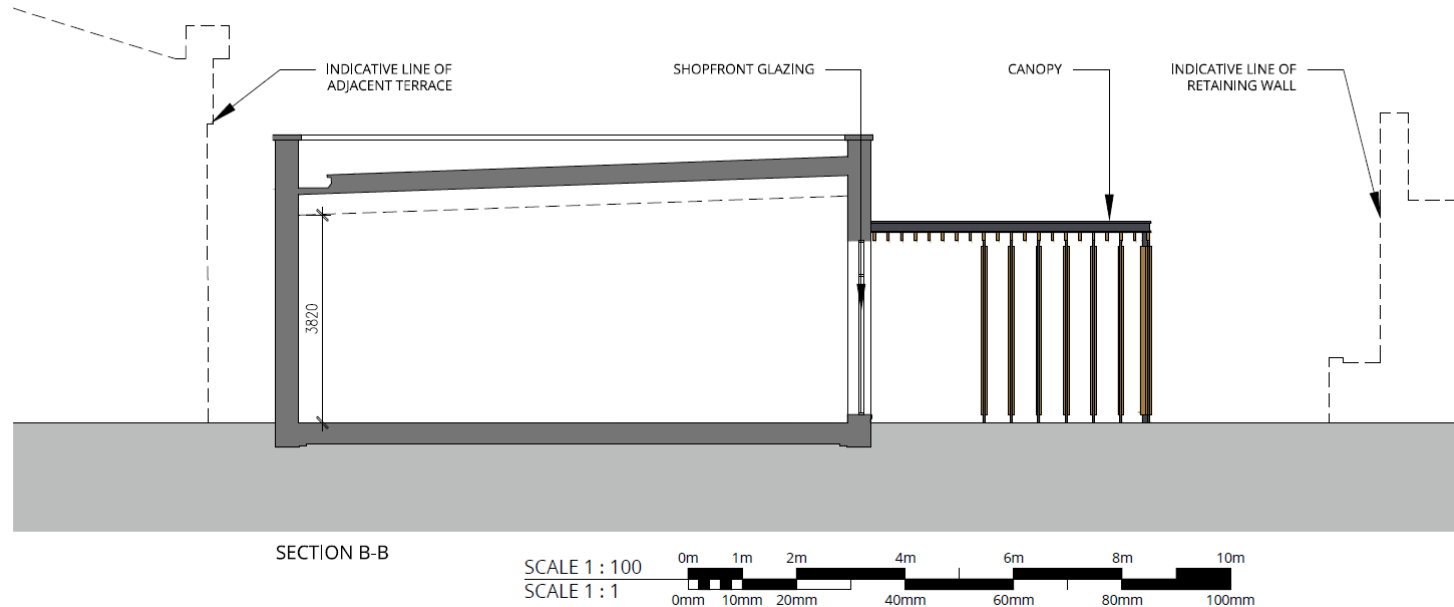 INDICATIVE LINE OF
ADJACENT TERRACE
SHOPFRONT GLAZING
CANOPY
INDICATIVE LINE OF
RETAINING WALL
3820
SECTION B-B
SCALE 1 : 100
0m 1m 2m 4m 6m 8m 10m
SCALE 1 : 1
0mm 10mm 20mm 40mm 60mm 80mm 100mm